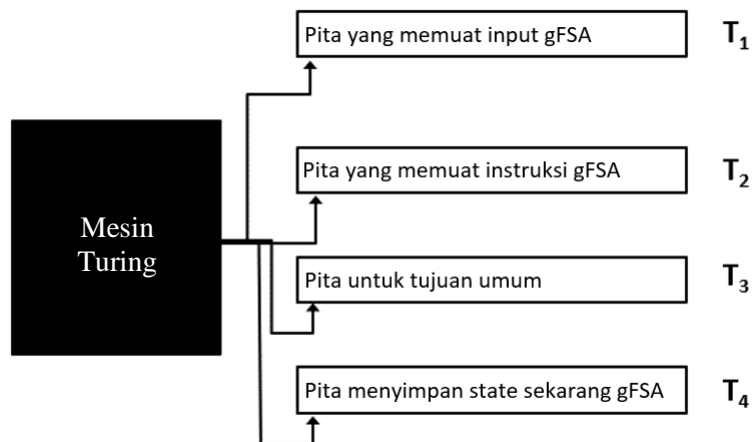 Pita yang memuat input gFSA
T₁
Pita yang memuat instruksi gFSA
T₂
Mesin
Turing
Pita untuk tujuan umum
T₃
Pita menyimpan state sekarang gFSA
T₄